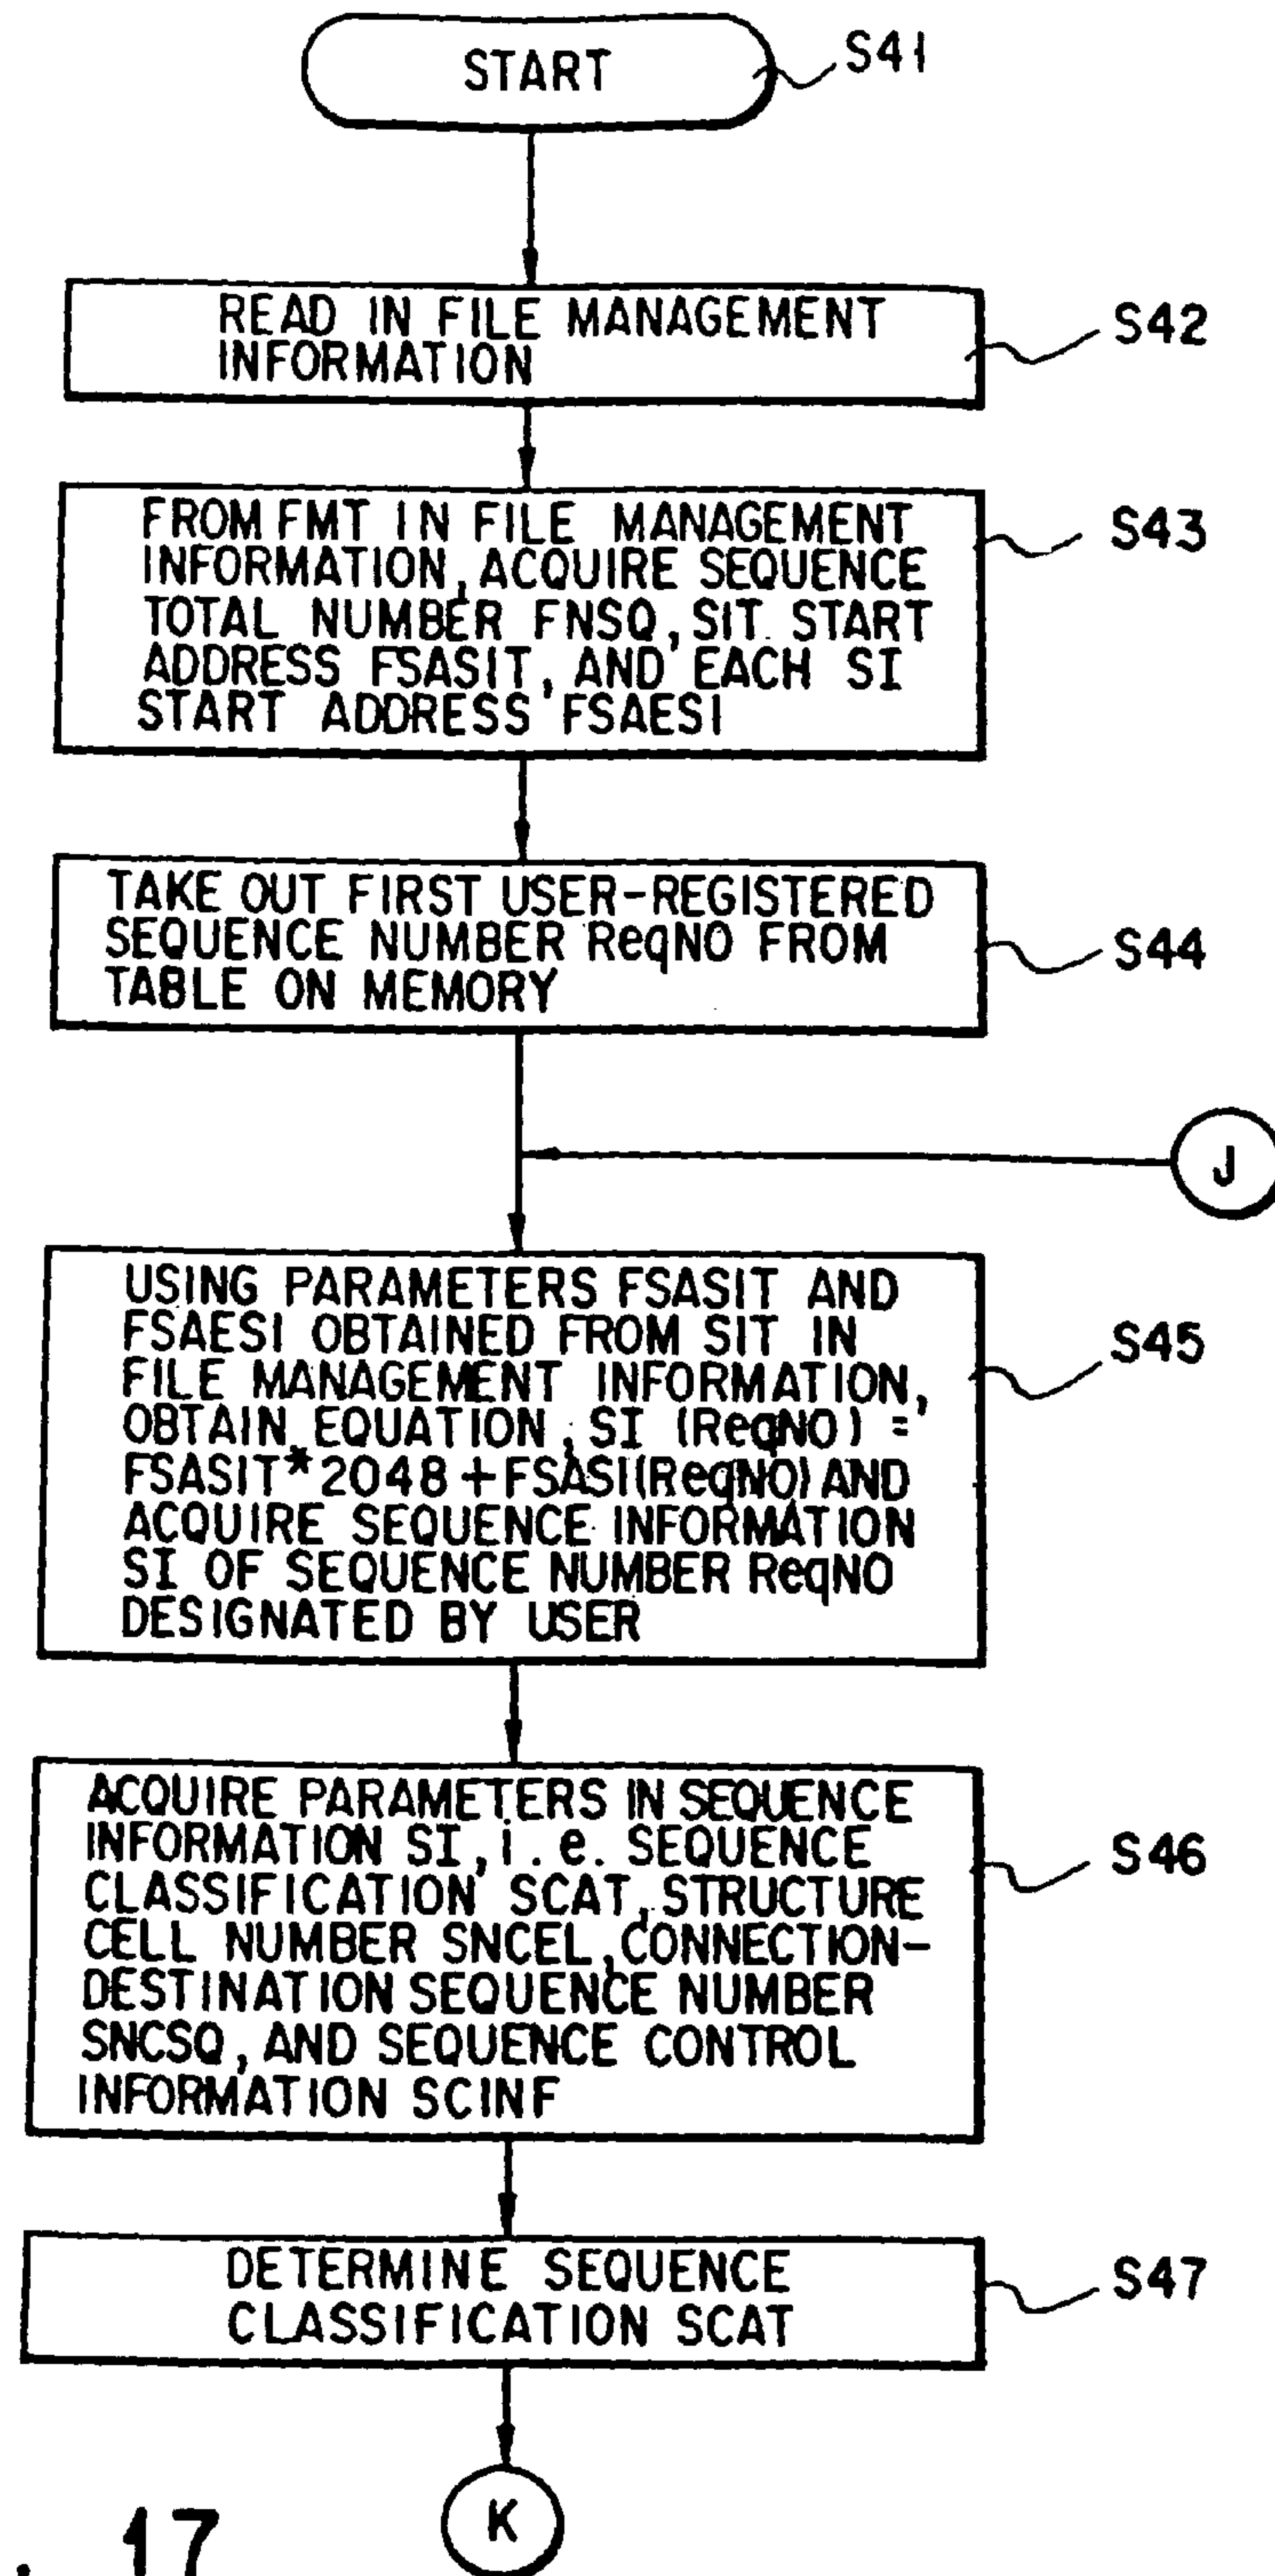 START
S41
READ IN FILE MANAGEMENT
INFORMATION
S42
FROM FMT IN FILE MANAGEMENT
INFORMATION, ACQUIRE SEQUENCE
TOTAL NUMBER FNSQ, SIT START
ADDRESS FSASIT, AND EACH SI
START ADDRESS FSAESI
S43
TAKE OUT FIRST USER-REGISTERED
SEQUENCE NUMBER ReqNO FROM
TABLE ON MEMORY
S44
J
USING PARAMETERS FSASIT AND
FSAESI OBTAINED FROM SIT IN
FILE MANAGEMENT INFORMATION,
OBTAIN EQUATION, SI (ReqNO) =
FSASIT*2048+FSASI(ReqNO) AND
ACQUIRE SEQUENCE INFORMATION
SI OF SEQUENCE NUMBER ReqNO
DESIGNATED BY USER
S45
ACQUIRE PARAMETERS IN SEQUENCE
INFORMATION SI, i.e. SEQUENCE
CLASSIFICATION SCAT, STRUCTURE
CELL NUMBER SNCEL, CONNECTION-
DESTINATION SEQUENCE NUMBER
SNCSQ, AND SEQUENCE CONTROL
INFORMATION SCINF
S46
DETERMINE SEQUENCE
CLASSIFICATION SCAT
S47
K
. 17